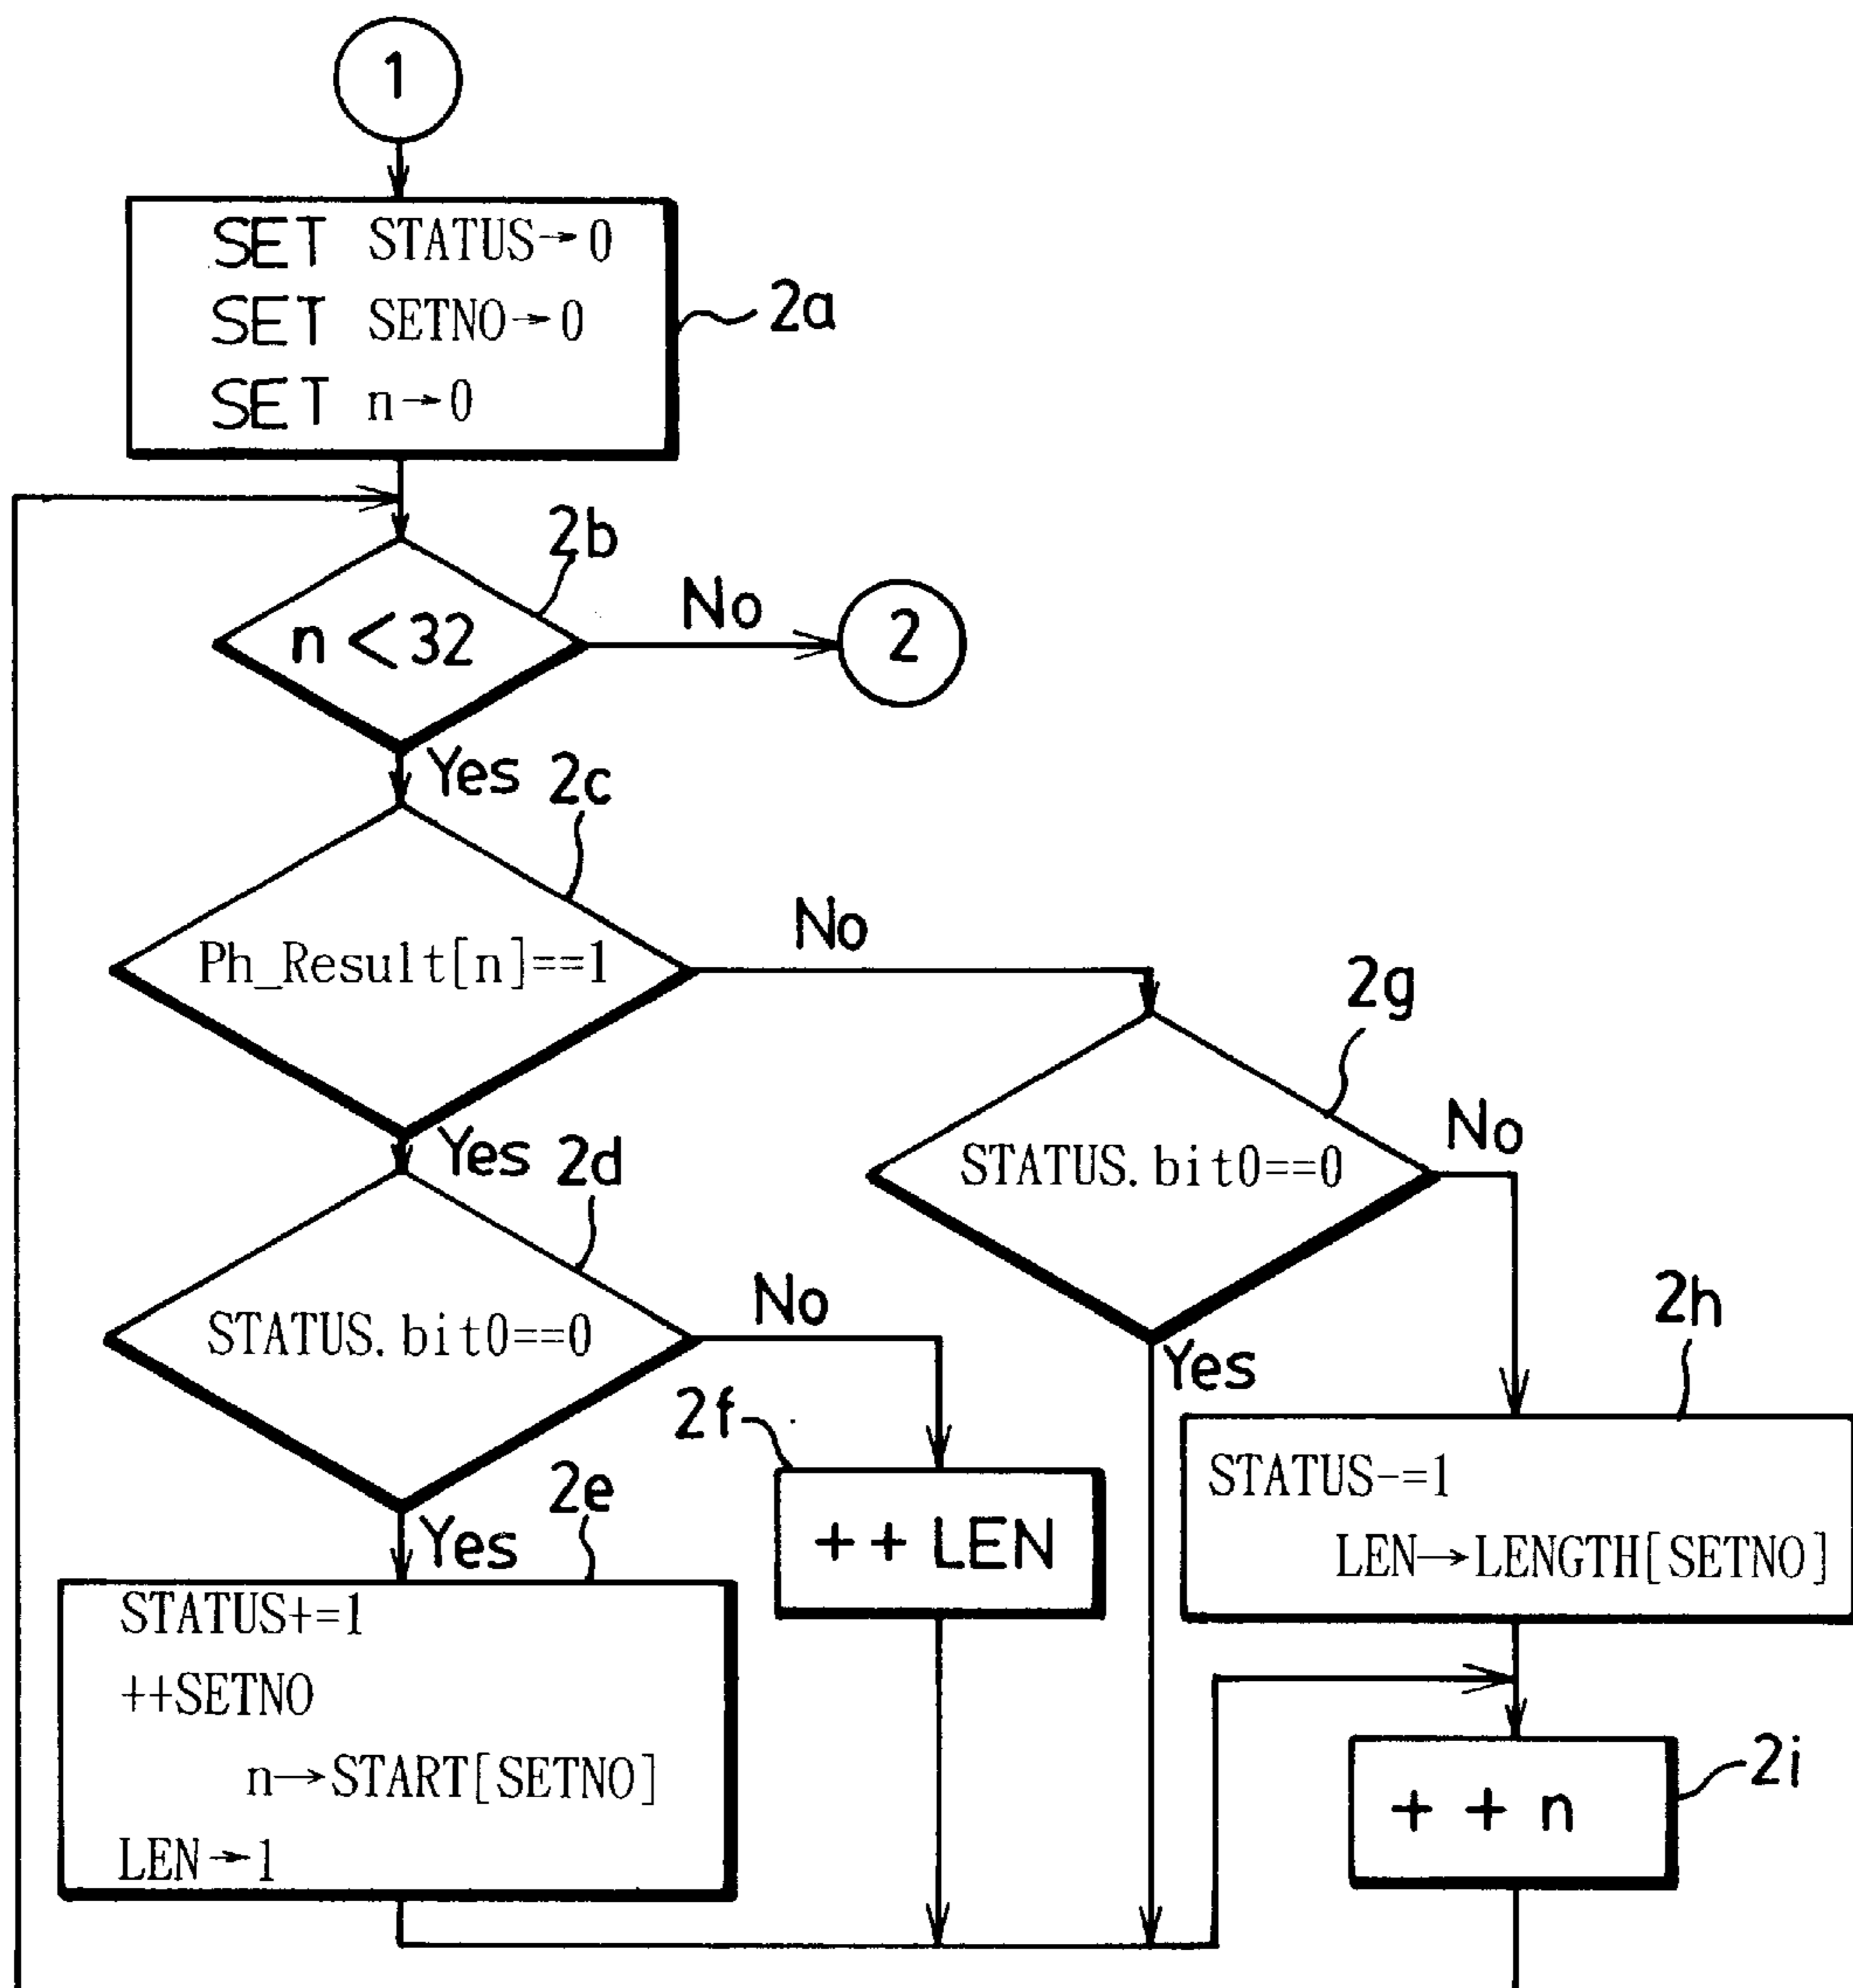 1
SET STATUS→0
SET SETNO→0
SET n→0
2a
2b
n<32
No
2
Yes
2c
Ph_Result[n]==1
No
2g
Yes
2d
STATUS.bit0==0
No
STATUS.bit0==0
No
2h
Yes
2f
++LEN
STATUS-=1
LEN→LENGTH[SETNO]
Yes
2e
STATUS+=1
++SETNO
n→START[SETNO]
LEN→1
++n
2i